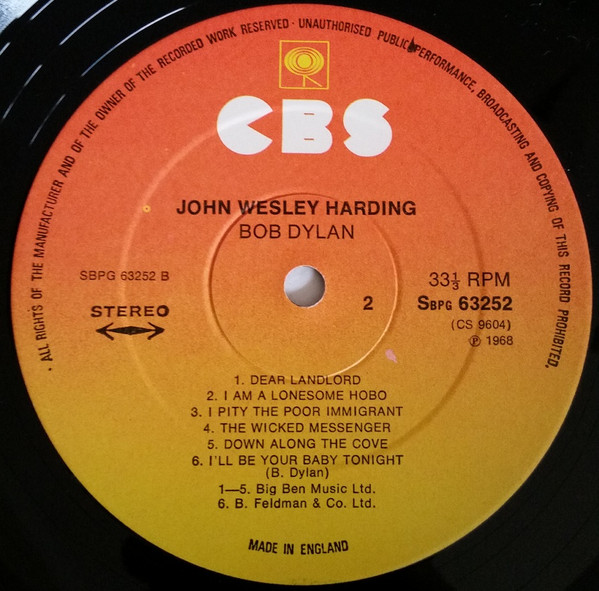 · ALL RIGHTS OF THE MANUFACTURER AND OF THE OWNER OF THE RECORDED WORK RESERVED · UNAUTHORISED PUBLIC PERFORMANCE, BROADCASTING AND COPYING OF THIS RECORD PROHIBITED.
CBS
JOHN WESLEY HARDING
BOB DYLAN
SBPG 63252 B
33⅓ RPM
STEREO
2
SBPG 63252
(CS 9604)
℗ 1968
1. DEAR LANDLORD
2. I AM A LONESOME HOBO
3. I PITY THE POOR IMMIGRANT
4. THE WICKED MESSENGER
5. DOWN ALONG THE COVE
6. I'LL BE YOUR BABY TONIGHT
(B. Dylan)
1—5. Big Ben Music Ltd.
6. B. Feldman & Co. Ltd.
MADE IN ENGLAND